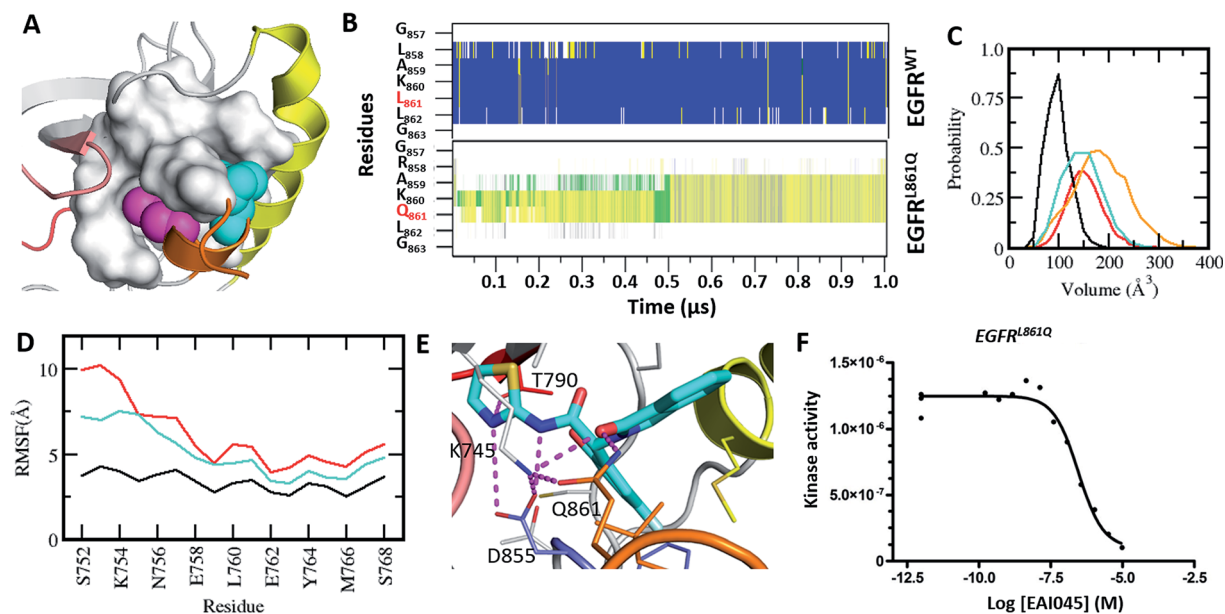 A
B
Residues
G857
L858
A859
K860
L861
L862
G863
EGFRWT
G857
R858
A859
K860
Q861
L862
G863
EGFRL861Q
0.1 0.2 0.3 0.4 0.5 0.6 0.7 0.8 0.9 1.0
Time (µs)
C
Probability
1.0
0.75
0.5
0.25
0
0 100 200 300 400
Volume (Å3)
D
RMSF(Å)
10
5
0
S752 K754 N756 E758 L760 E762 Y764 M766 S768
Residue
E
T790
K745
Q861
D855
F
EGFRL861Q
Kinase activity
1.5×10-6
1.0×10-6
5.0×10-7
0
-12.5 -10.0 -7.5 -5.0 -2.5
Log [EAI045] (M)